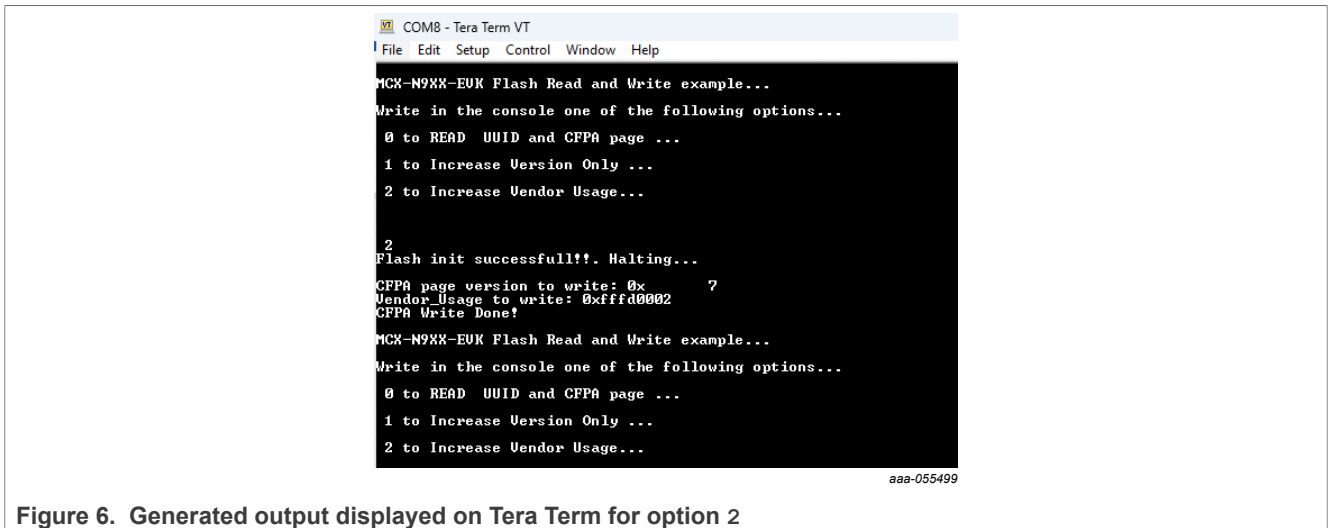 COM8 - Tera Term VT
File Edit Setup Control Window Help
MCX-N9XX-EVK Flash Read and Write example...
Write in the console one of the following options...
0 to READ  UUID and CFPA page ...
1 to Increase Version Only ...
2 to Increase Vendor Usage...
2
Flash init successfull!!. Halting...
CFPA page version to write: 0x       7
Vendor_Usage to write: 0xfffd0002
CFPA Write Done!
MCX-N9XX-EVK Flash Read and Write example...
Write in the console one of the following options...
0 to READ  UUID and CFPA page ...
1 to Increase Version Only ...
2 to Increase Vendor Usage...
aaa-055499
Figure 6. Generated output displayed on Tera Term for option 2